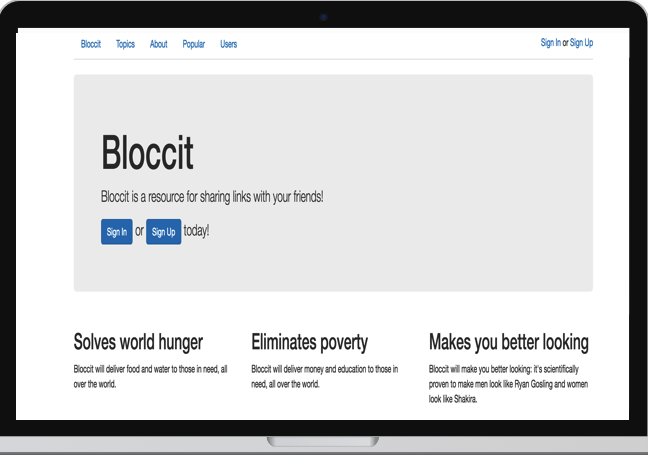 Bloccit Topics About Popular Users Sign In or Sign Up
Bloccit
Bloccit is a resource for sharing links with your friends!
Sign In or Sign Up today!
Solves world hunger
Bloccit will deliver food and water to those in need, all
over the world.
Eliminates poverty
Bloccit will deliver money and education to those in
need, all over the world.
Makes you better looking
Bloccit will make you better looking: it's scientifically
proven to make men look like Ryan Gosling and women
look like Shakira.